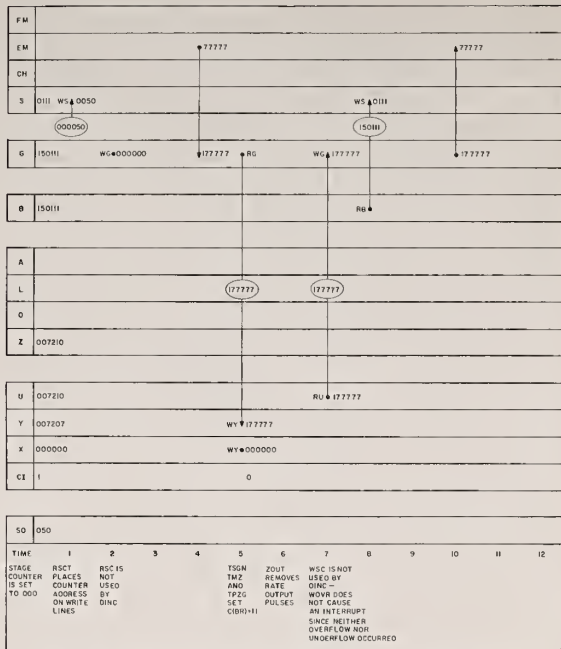 FM
EM 77777 77777
CH
S 0111 WS 0050 WS 0111
000050 150111
G 150111 WG 000000 177777 RG WG 177777 177777
B 150111 RB
A
L 177777 177777
Q
Z 007210
U 007210 RU 177777
Y 007207 WY 177777
X 000000 WY 000000
CI 1 0
SQ 050
TIME 1 2 3 4 5 6 7 8 9 10 11 12
STAGE COUNTER IS SET TO 000
RSCT PLACES COUNTER ADDRESS ON WRITE LINES
RSC IS NOT USED BY DINC
TSGN TMZ AND TPZG SET C(BR)=11
ZOUT REMOVES RATE OUTPUT PULSES
WSC IS NOT USED BY DINC — WOVR DOES NOT CAUSE AN INTERRUPT SINCE NEITHER OVERFLOW NOR UNDERFLOW OCCURRED